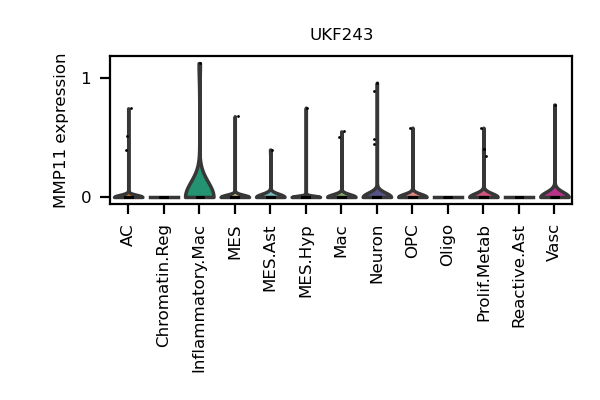 UKF243
MMP11 expression
1
0
AC
Chromatin.Reg
Inflammatory.Mac
MES
MES.Ast
MES.Hyp
Mac
Neuron
OPC
Oligo
Prolif.Metab
Reactive.Ast
Vasc